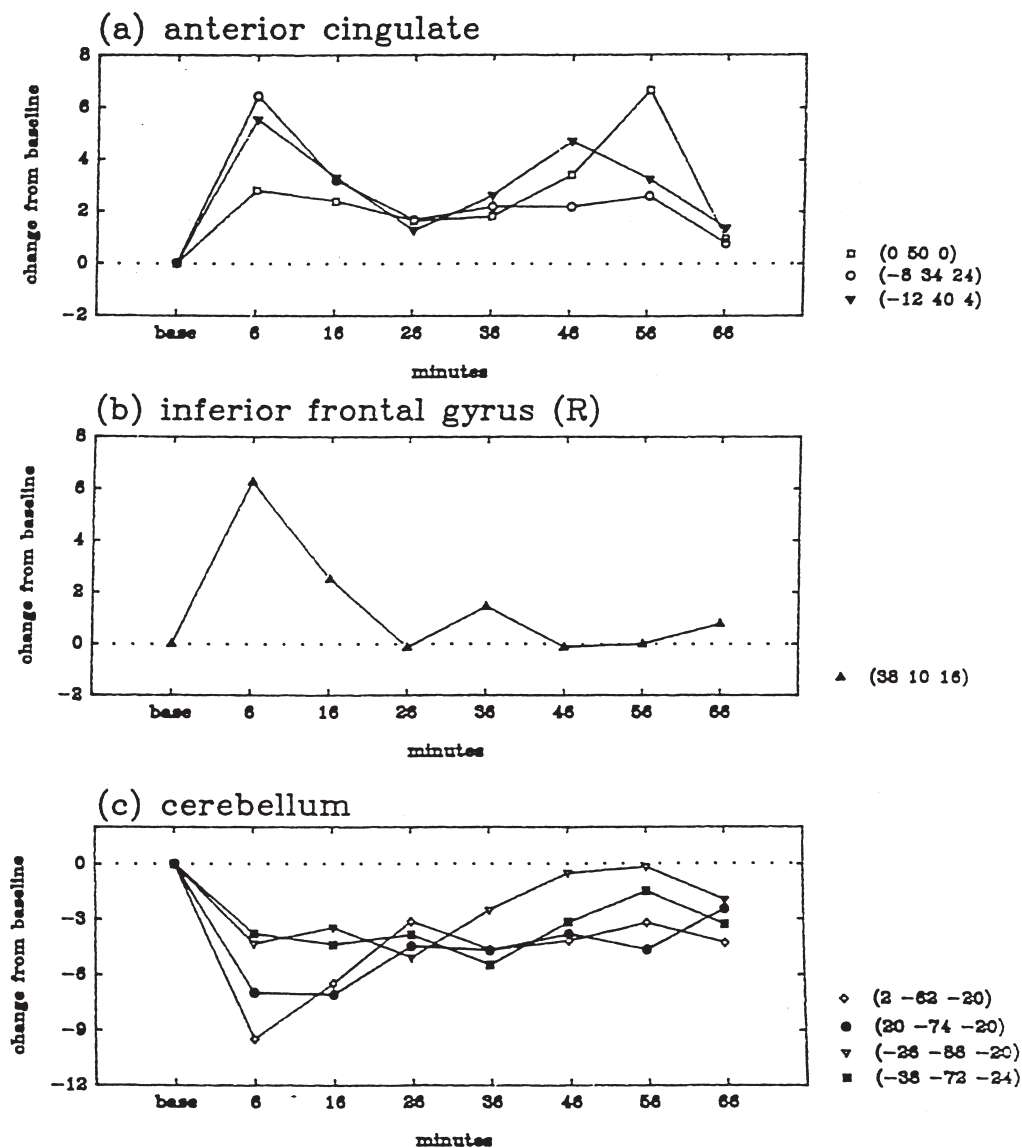 (a) anterior cingulate
8
6
4
2
0
-2
change from baseline
base 6 16 26 36 46 56 66
minutes
(0 50 0)
(-8 34 24)
(-12 40 4)
(b) inferior frontal gyrus (R)
8
6
4
2
0
-2
change from baseline
base 6 16 26 36 46 56 66
minutes
(38 10 16)
(c) cerebellum
0
-3
-6
-9
-12
change from baseline
base 6 16 26 36 46 56 66
minutes
(2 -62 -20)
(20 -74 -20)
(-26 -88 -20)
(-38 -72 -24)